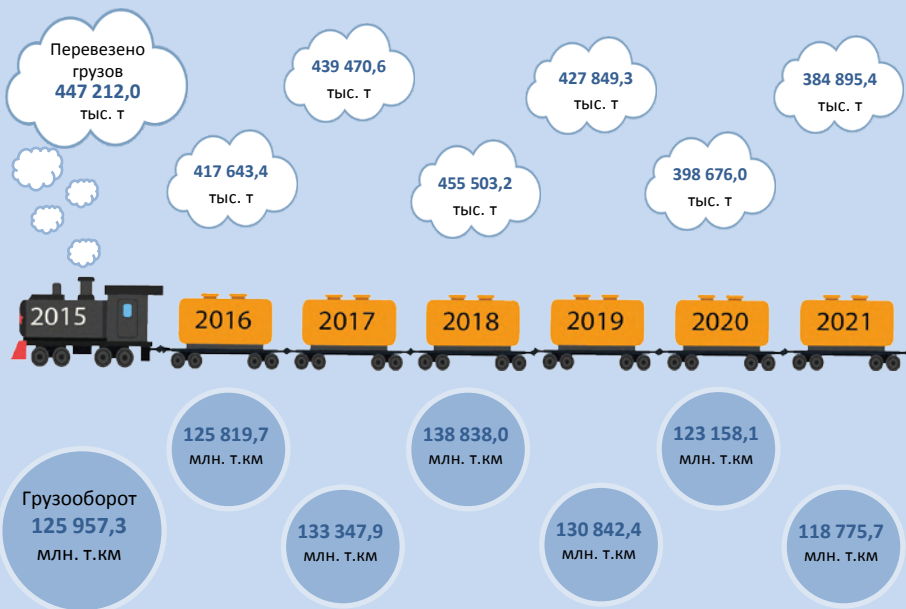 Перевезено
грузов
447 212,0
тыс. т
439 470,6
тыс. т
427 849,3
тыс. т
384 895,4
тыс. т
417 643,4
тыс. т
455 503,2
тыс. т
398 676,0
тыс. т
2015
2016
2017
2018
2019
2020
2021
125 819,7
млн. т.км
138 838,0
млн. т.км
123 158,1
млн. т.км
Грузооборот
125 957,3
млн. т.км
133 347,9
млн. т.км
130 842,4
млн. т.км
118 775,7
млн. т.км